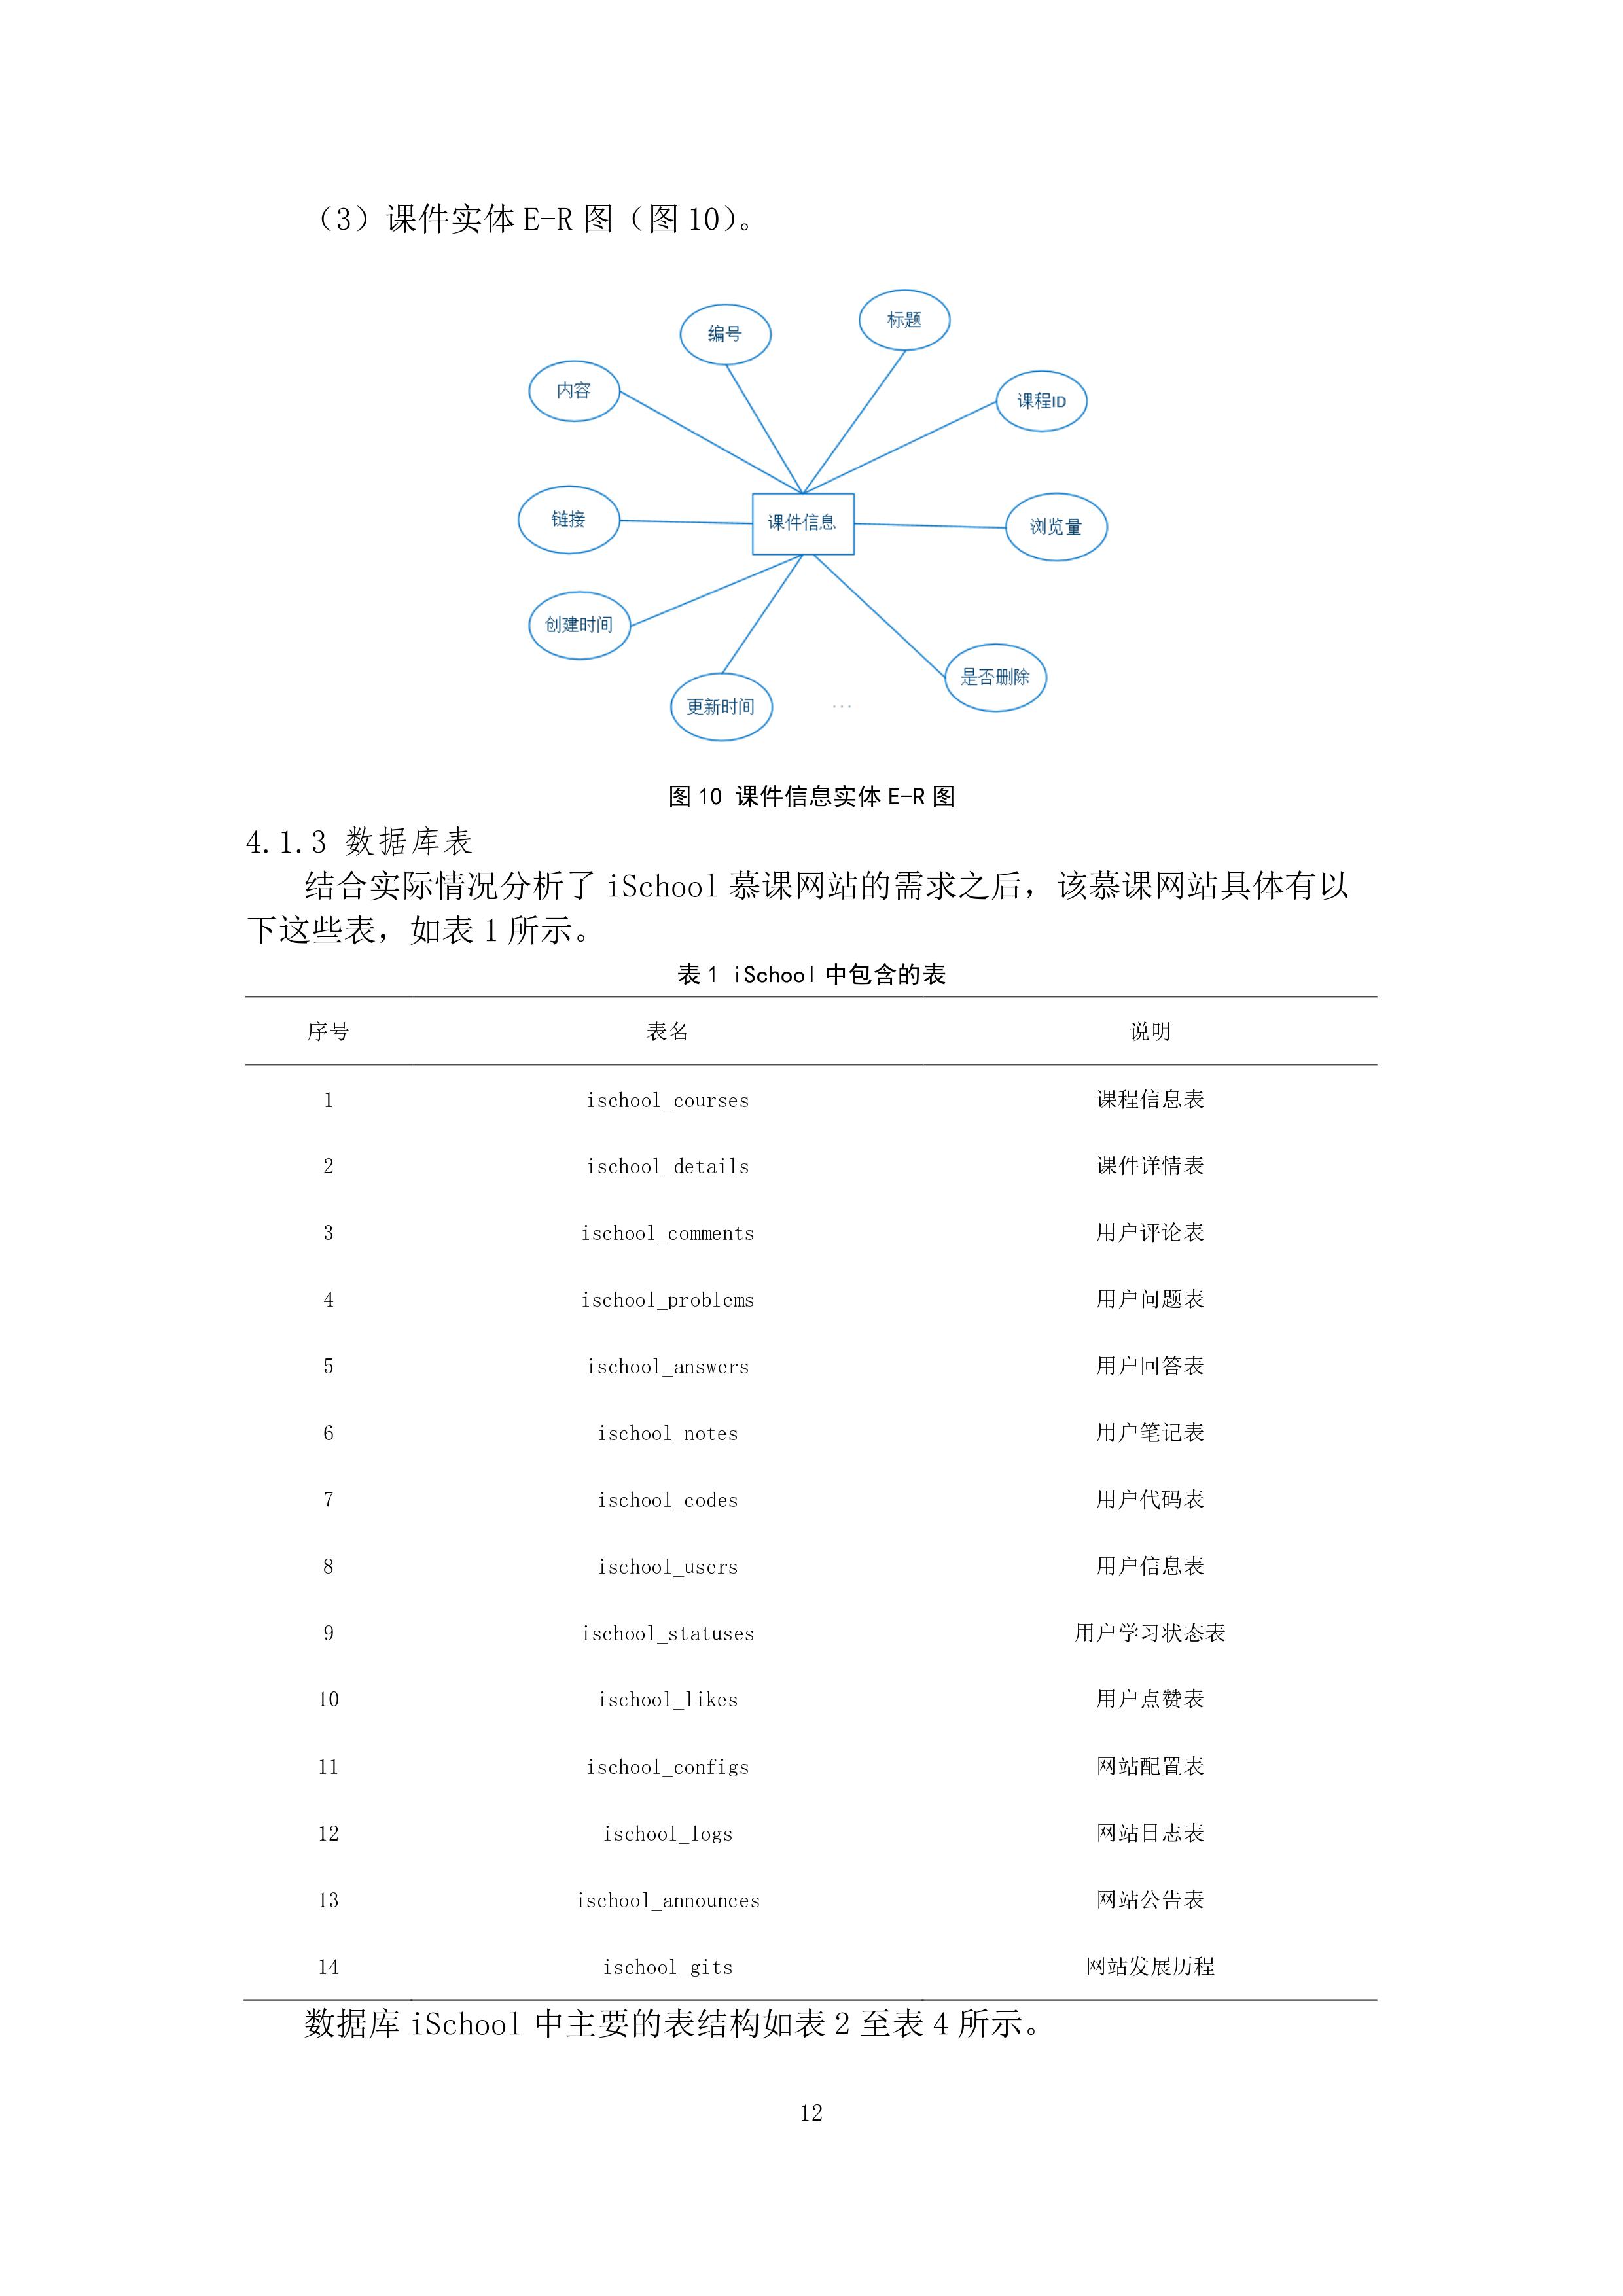 （3）课件实体 E-R 图（图 10）。
标题
编号
内容
课程ID
链接
课件信息
浏览量
创建时间
是否删除
更新时间
...
图 10 课件信息实体 E-R 图
4.1.3 数据库表
结合实际情况分析了 iSchool 慕课网站的需求之后，该慕课网站具体有以
下这些表，如表 1 所示。
表 1 iSchool 中包含的表
序号 表名 说明
1 ischool_courses 课程信息表
2 ischool_details 课件详情表
3 ischool_comments 用户评论表
4 ischool_problems 用户问题表
5 ischool_answers 用户回答表
6 ischool_notes 用户笔记表
7 ischool_codes 用户代码表
8 ischool_users 用户信息表
9 ischool_statuses 用户学习状态表
10 ischool_likes 用户点赞表
11 ischool_configs 网站配置表
12 ischool_logs 网站日志表
13 ischool_announces 网站公告表
14 ischool_gits 网站发展历程
数据库 iSchool 中主要的表结构如表 2 至表 4 所示。
12